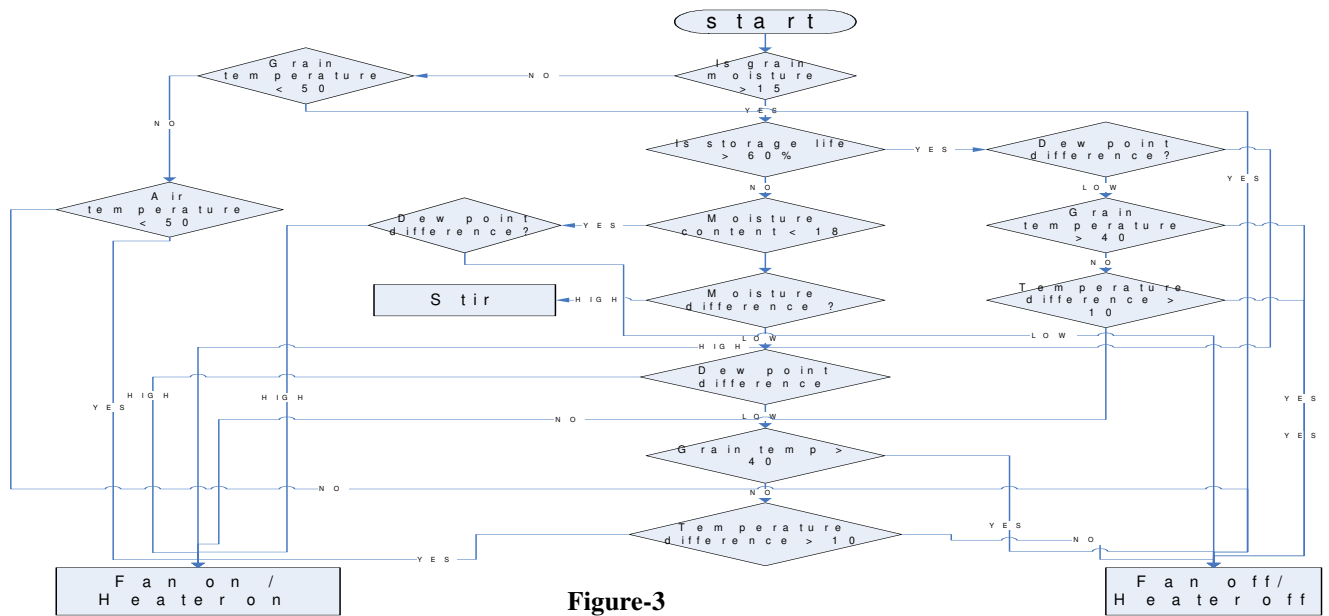 start
Grain
temperature
< 50
NO
Is grain
moisture
>15
YES
NO
Is storage life
> 60%
YES
Dew point
difference?
YES
NO
LOW
Air
temperature
< 50
Dew point
difference?
YES
Moisture
content < 18
Grain
temperature
> 40
NO
Stir
HIGH
Moisture
difference ?
Temperature
difference >
10
LOW
LOW
HIGH
Dew point
difference
HIGH
HIGH
YES
YES
LOW
NO
YES
Grain temp >
40
NO
NO
Temperature
difference > 10
YES
NO
YES
Fan on /
Heater on
Fan off/
Heater off
Figure-3